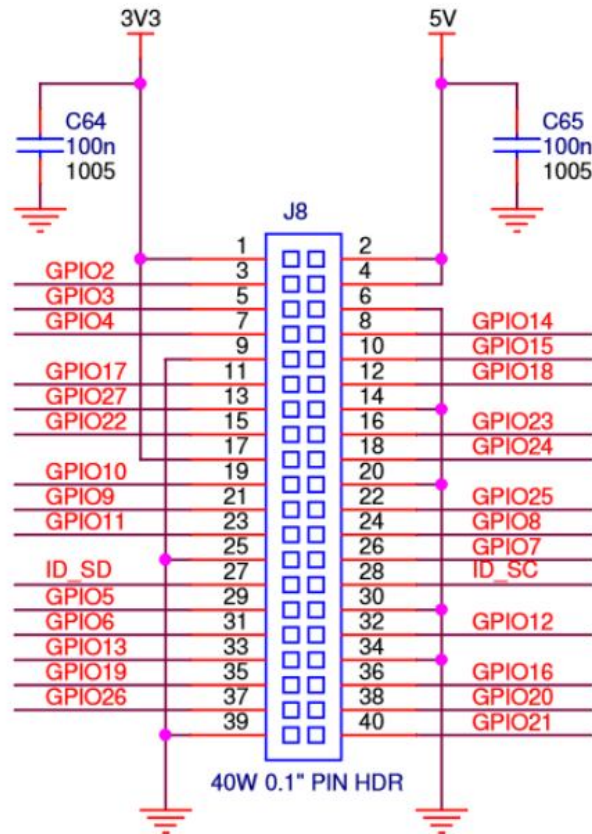 3V3 5V
C64 C65
100n 100n
1005 1005
J8
1 2
GPIO2 3 4
GPIO3 5 6
GPIO4 7 8 GPIO14
9 10 GPIO15
GPIO17 11 12 GPIO18
GPIO27 13 14
GPIO22 15 16 GPIO23
17 18 GPIO24
GPIO10 19 20
GPIO9 21 22 GPIO25
GPIO11 23 24 GPIO8
25 26 GPIO7
ID_SD 27 28 ID_SC
GPIO5 29 30
GPIO6 31 32 GPIO12
GPIO13 33 34
GPIO19 35 36 GPIO16
GPIO26 37 38 GPIO20
39 40 GPIO21
40W 0.1" PIN HDR